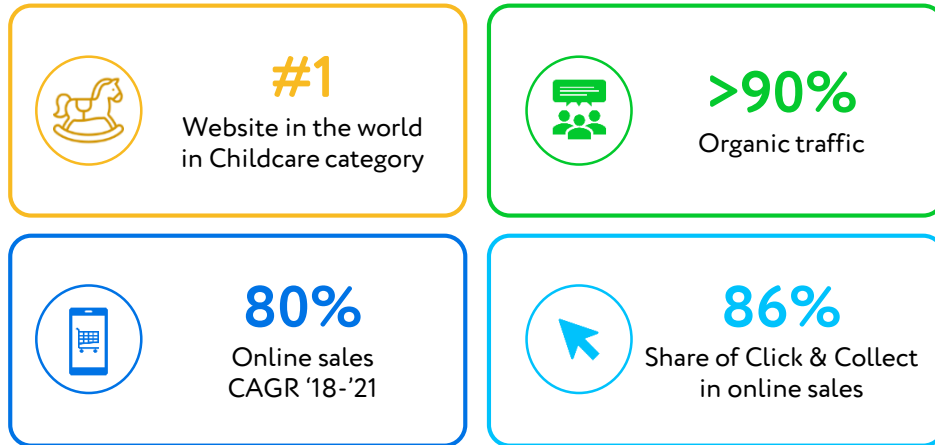 #1
Website in the world
in Childcare category
>90%
Organic traffic
80%
Online sales
CAGR ‘18-’21
86%
Share of Click & Collect
in online sales